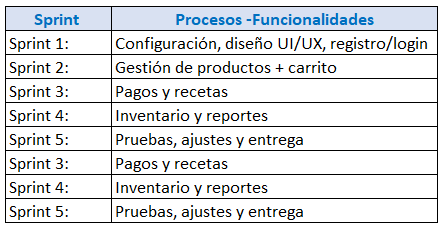 Sprint Procesos -Funcionalidades
Sprint 1: Configuración, diseño UI/UX, registro/login
Sprint 2: Gestión de productos + carrito
Sprint 3: Pagos y recetas
Sprint 4: Inventario y reportes
Sprint 5: Pruebas, ajustes y entrega
Sprint 3: Pagos y recetas
Sprint 4: Inventario y reportes
Sprint 5: Pruebas, ajustes y entrega